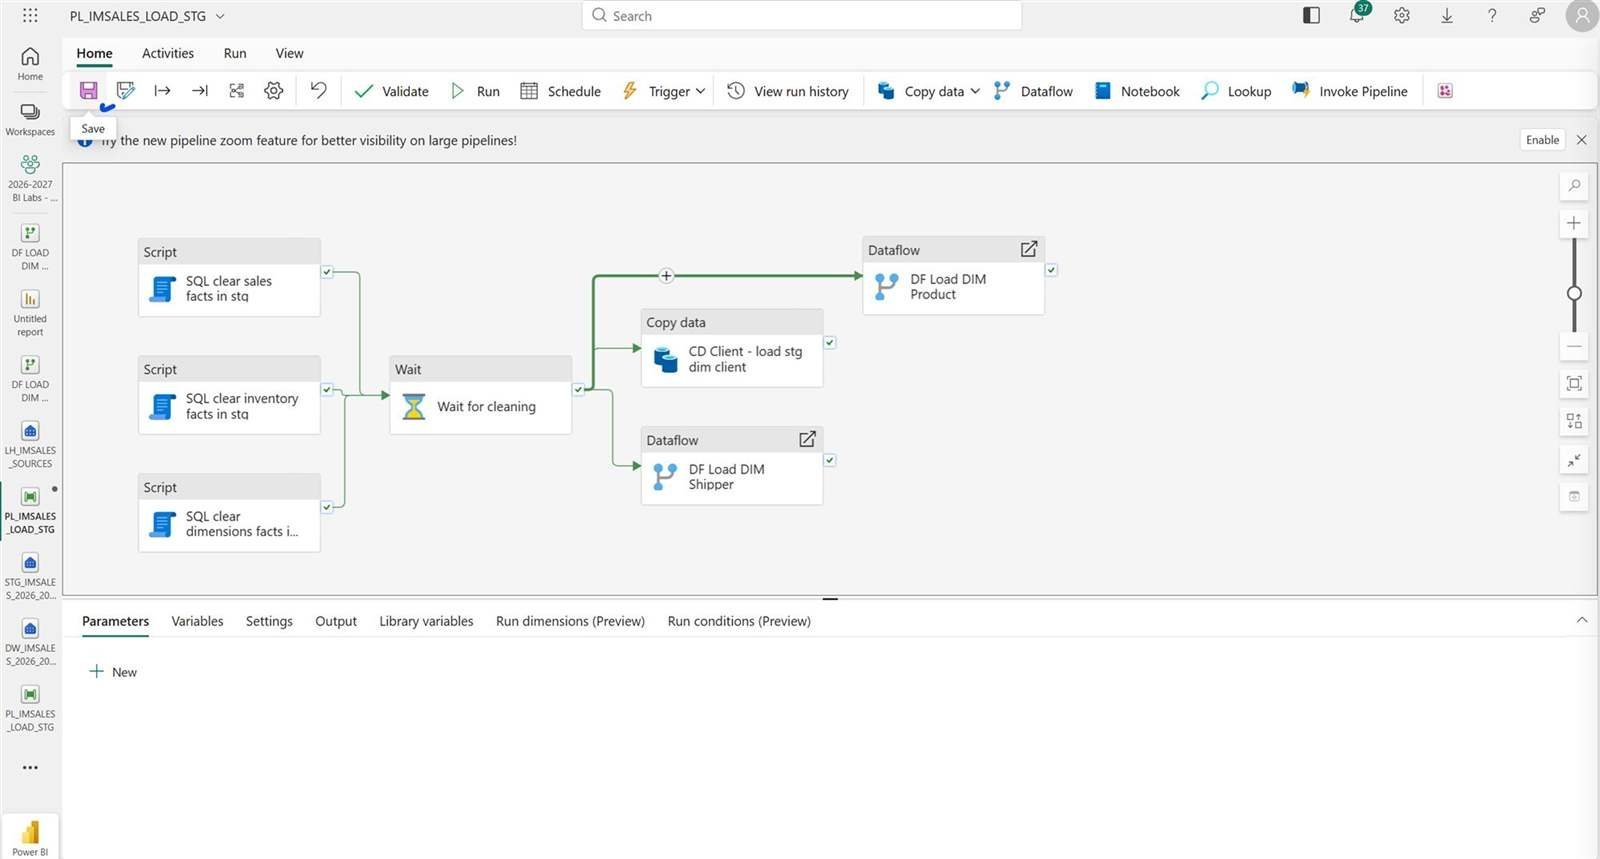 PL_IMSALES_LOAD_STG
Search
37
Home
Activities
Run
View
Validate
Run
Schedule
Trigger
View run history
Copy data
Dataflow
Notebook
Lookup
Invoke Pipeline
Save
Try the new pipeline zoom feature for better visibility on large pipelines!
Enable
Home
Workspaces
2026-2027
BI Labs - ...
DF LOAD
DIM ...
Untitled
report
DF LOAD
DIM ...
LH_IMSALES
_SOURCES
PL_IMSALES
_LOAD_STG
STG_IMSALE
S_2026_20...
DW_IMSALE
S_2026_20...
PL_IMSALES
_LOAD_STG
Power BI
Script
SQL clear sales
facts in stg
Script
SQL clear inventory
facts in stg
Script
SQL clear
dimensions facts i...
Wait
Wait for cleaning
Copy data
CD Client - load stg
dim client
Dataflow
DF Load DIM
Shipper
Dataflow
DF Load DIM
Product
Parameters
Variables
Settings
Output
Library variables
Run dimensions (Preview)
Run conditions (Preview)
New